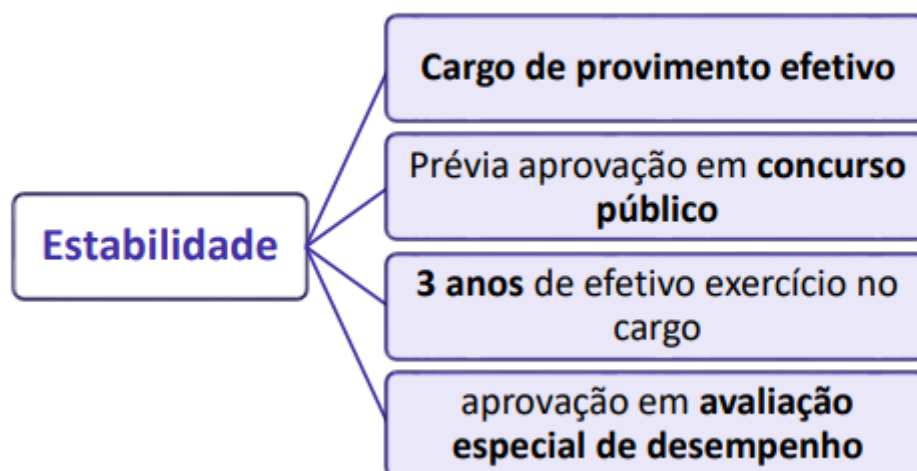 Estabilidade
Cargo de provimento efetivo
Prévia aprovação em concurso
público
3 anos de efetivo exercício no
cargo
aprovação em avaliação
especial de desempenho